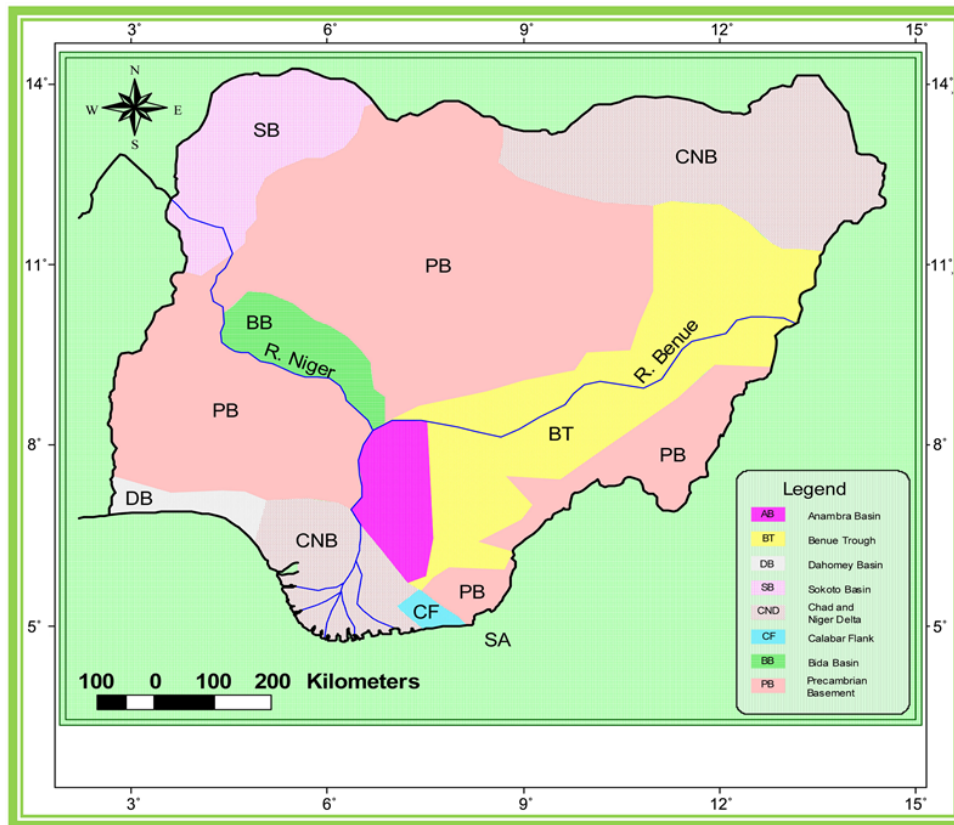 3° 6° 9° 12° 15°
14°
11°
8°
5°
N
W E
S
SB
CNB
PB
BB
R. Niger
R. Benue
PB
BT
PB
DB
CNB
PB
CF
SA
Legend
AB Anambra Basin
BT Benue Trough
DB Dahomey Basin
SB Sokoto Basin
CND Chad and
Niger Delta
CF Calabar Flank
BB Bida Basin
PB Precambrian
Basement
100 0 100 200 Kilometers
14°
11°
8°
5°
3° 6° 9° 12° 15°